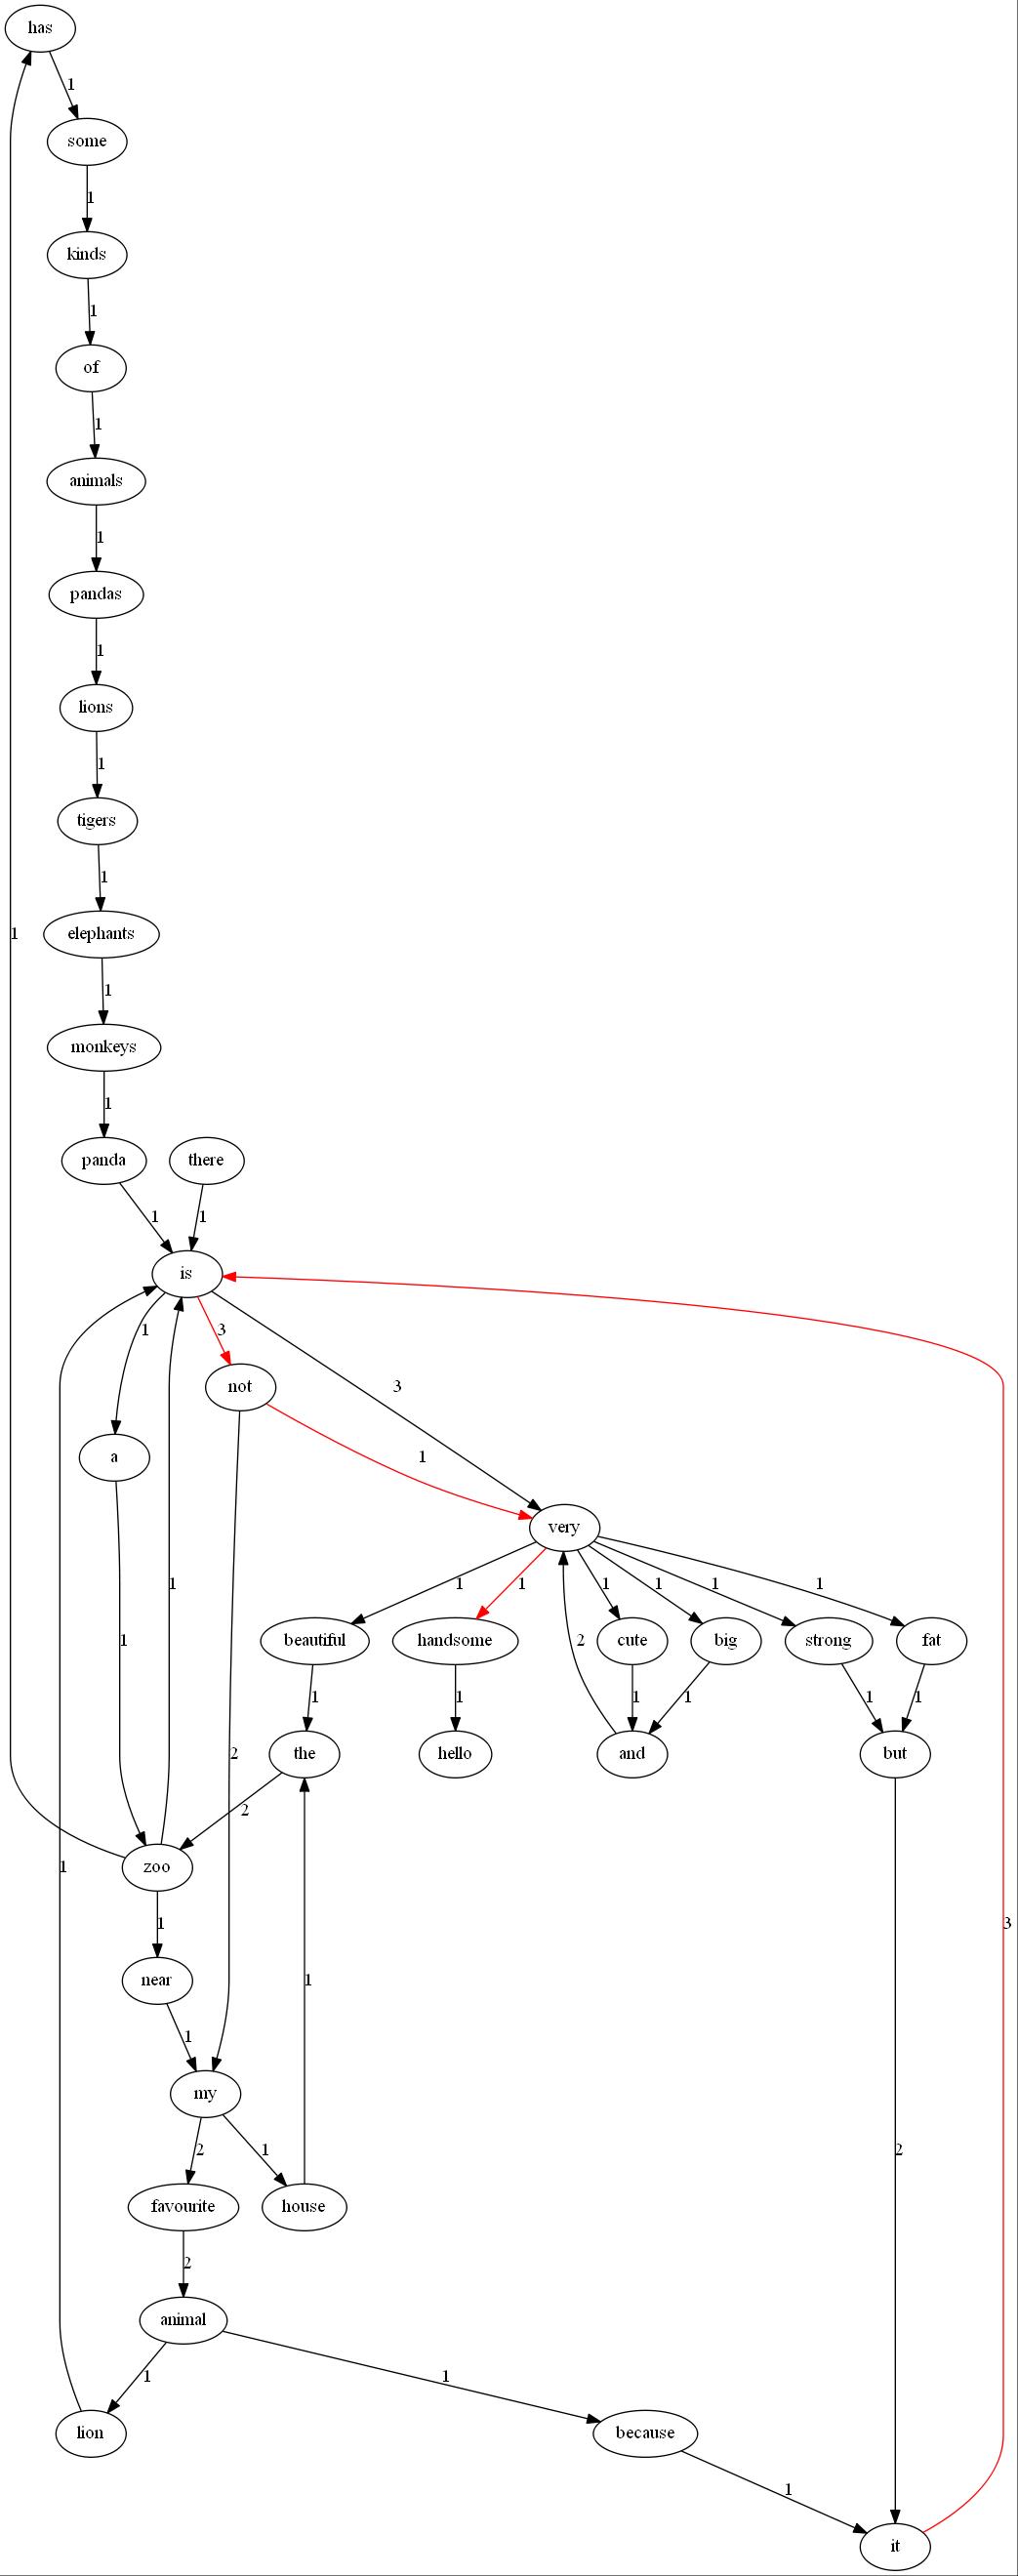 has
1
some
1
kinds
1
of
1
animals
1
pandas
1
lions
1
tigers
1
elephants
1
1
monkeys
1
panda there
1 1
is
1 3 3
not
a 1
very
1 1 1 1 1 1 1
beautiful handsome cute big strong fat
1 2
1 1 1 1 1 1
the hello and but
2
2
zoo
1
1 3
near
1
1
my
2 1 2
favourite house
2
animal
1 1
lion because
1
it